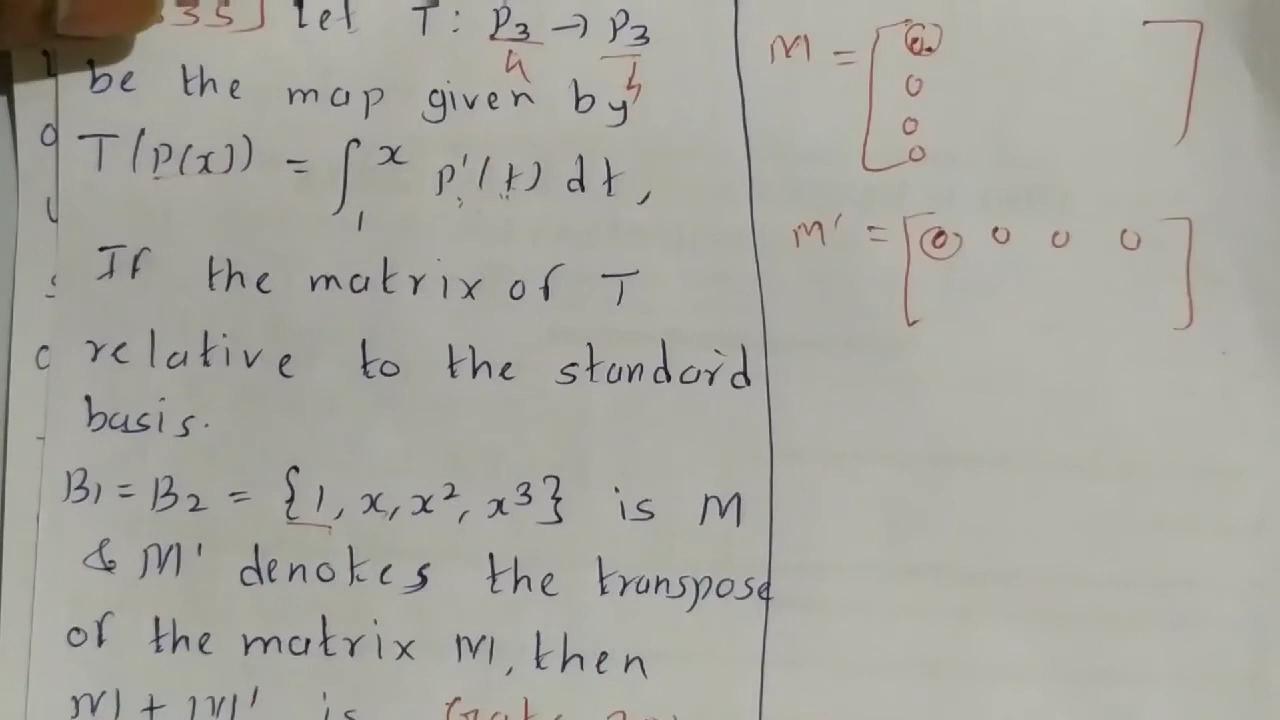 35] Let T: P3 → P3
4 4
be the map given by
T(P(x)) = ∫₁ˣ p'(t) dt,
If the matrix of T
relative to the standard
basis.
B1 = B2 = {1, x, x², x³} is M
& M' denotes the transpose
of the matrix M, then
M + M' is
M = [ 0
0
0
0 ]
M' = [ 0 0 0 0 ]